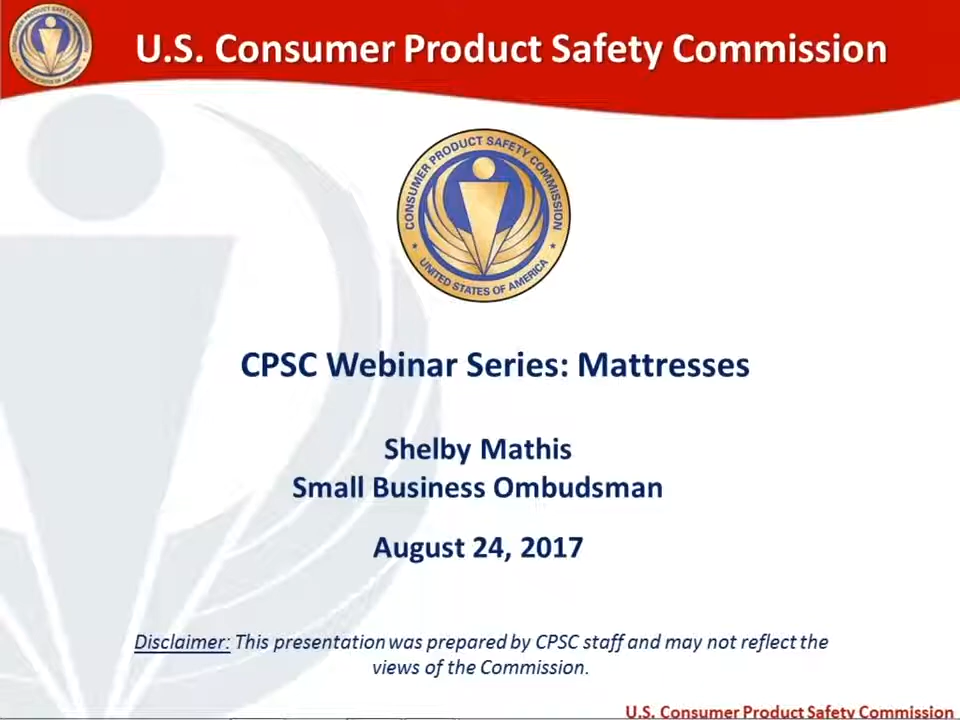 U.S. Consumer Product Safety Commission
CONSUMER PRODUCT SAFETY COMMISSION
UNITED STATES OF AMERICA
CPSC Webinar Series: Mattresses
Shelby Mathis
Small Business Ombudsman
August 24, 2017
Disclaimer: This presentation was prepared by CPSC staff and may not reflect the
views of the Commission.
U.S. Consumer Product Safety Commission